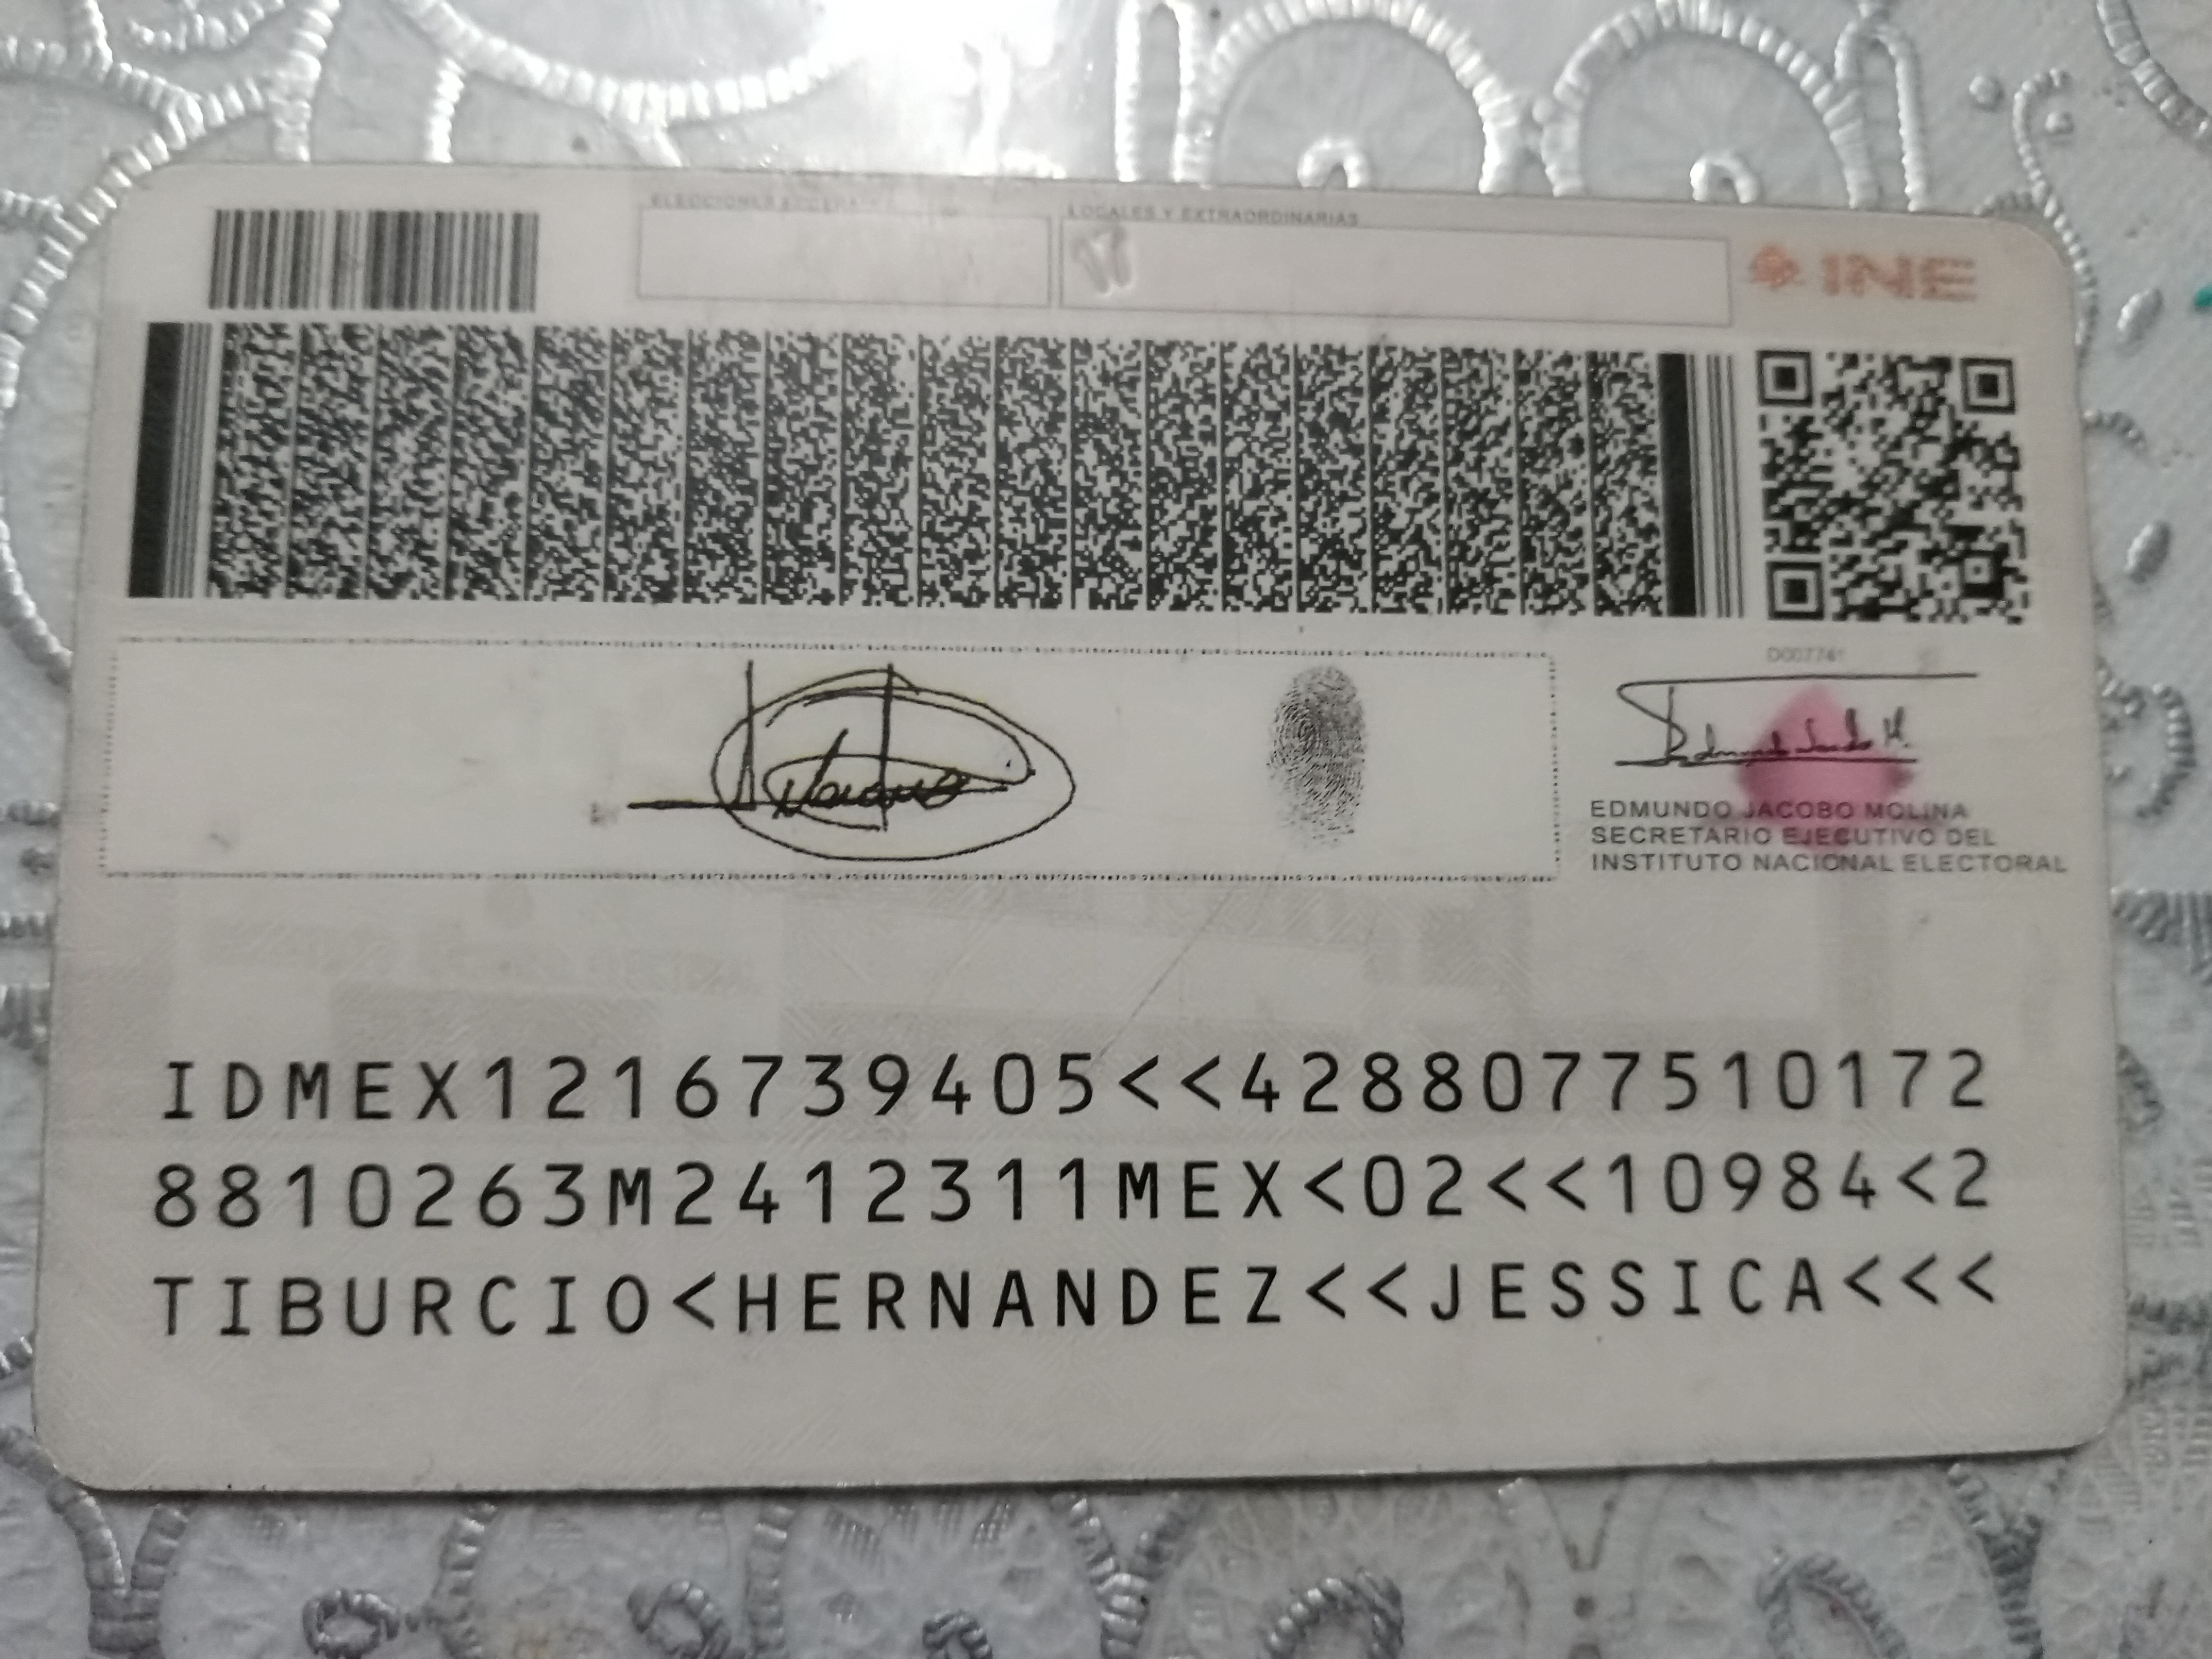 LOCALES Y EXTRAORDINARIAS
INE
D007741
EDMUNDO JACOBO MOLINA
SECRETARIO EJECUTIVO DEL
INSTITUTO NACIONAL ELECTORAL
IDMEX1216739405<<4288077510172
8810263M2412311MEX<02<<10984<2
TIBURCIO<HERNANDEZ<<JESSICA<<<